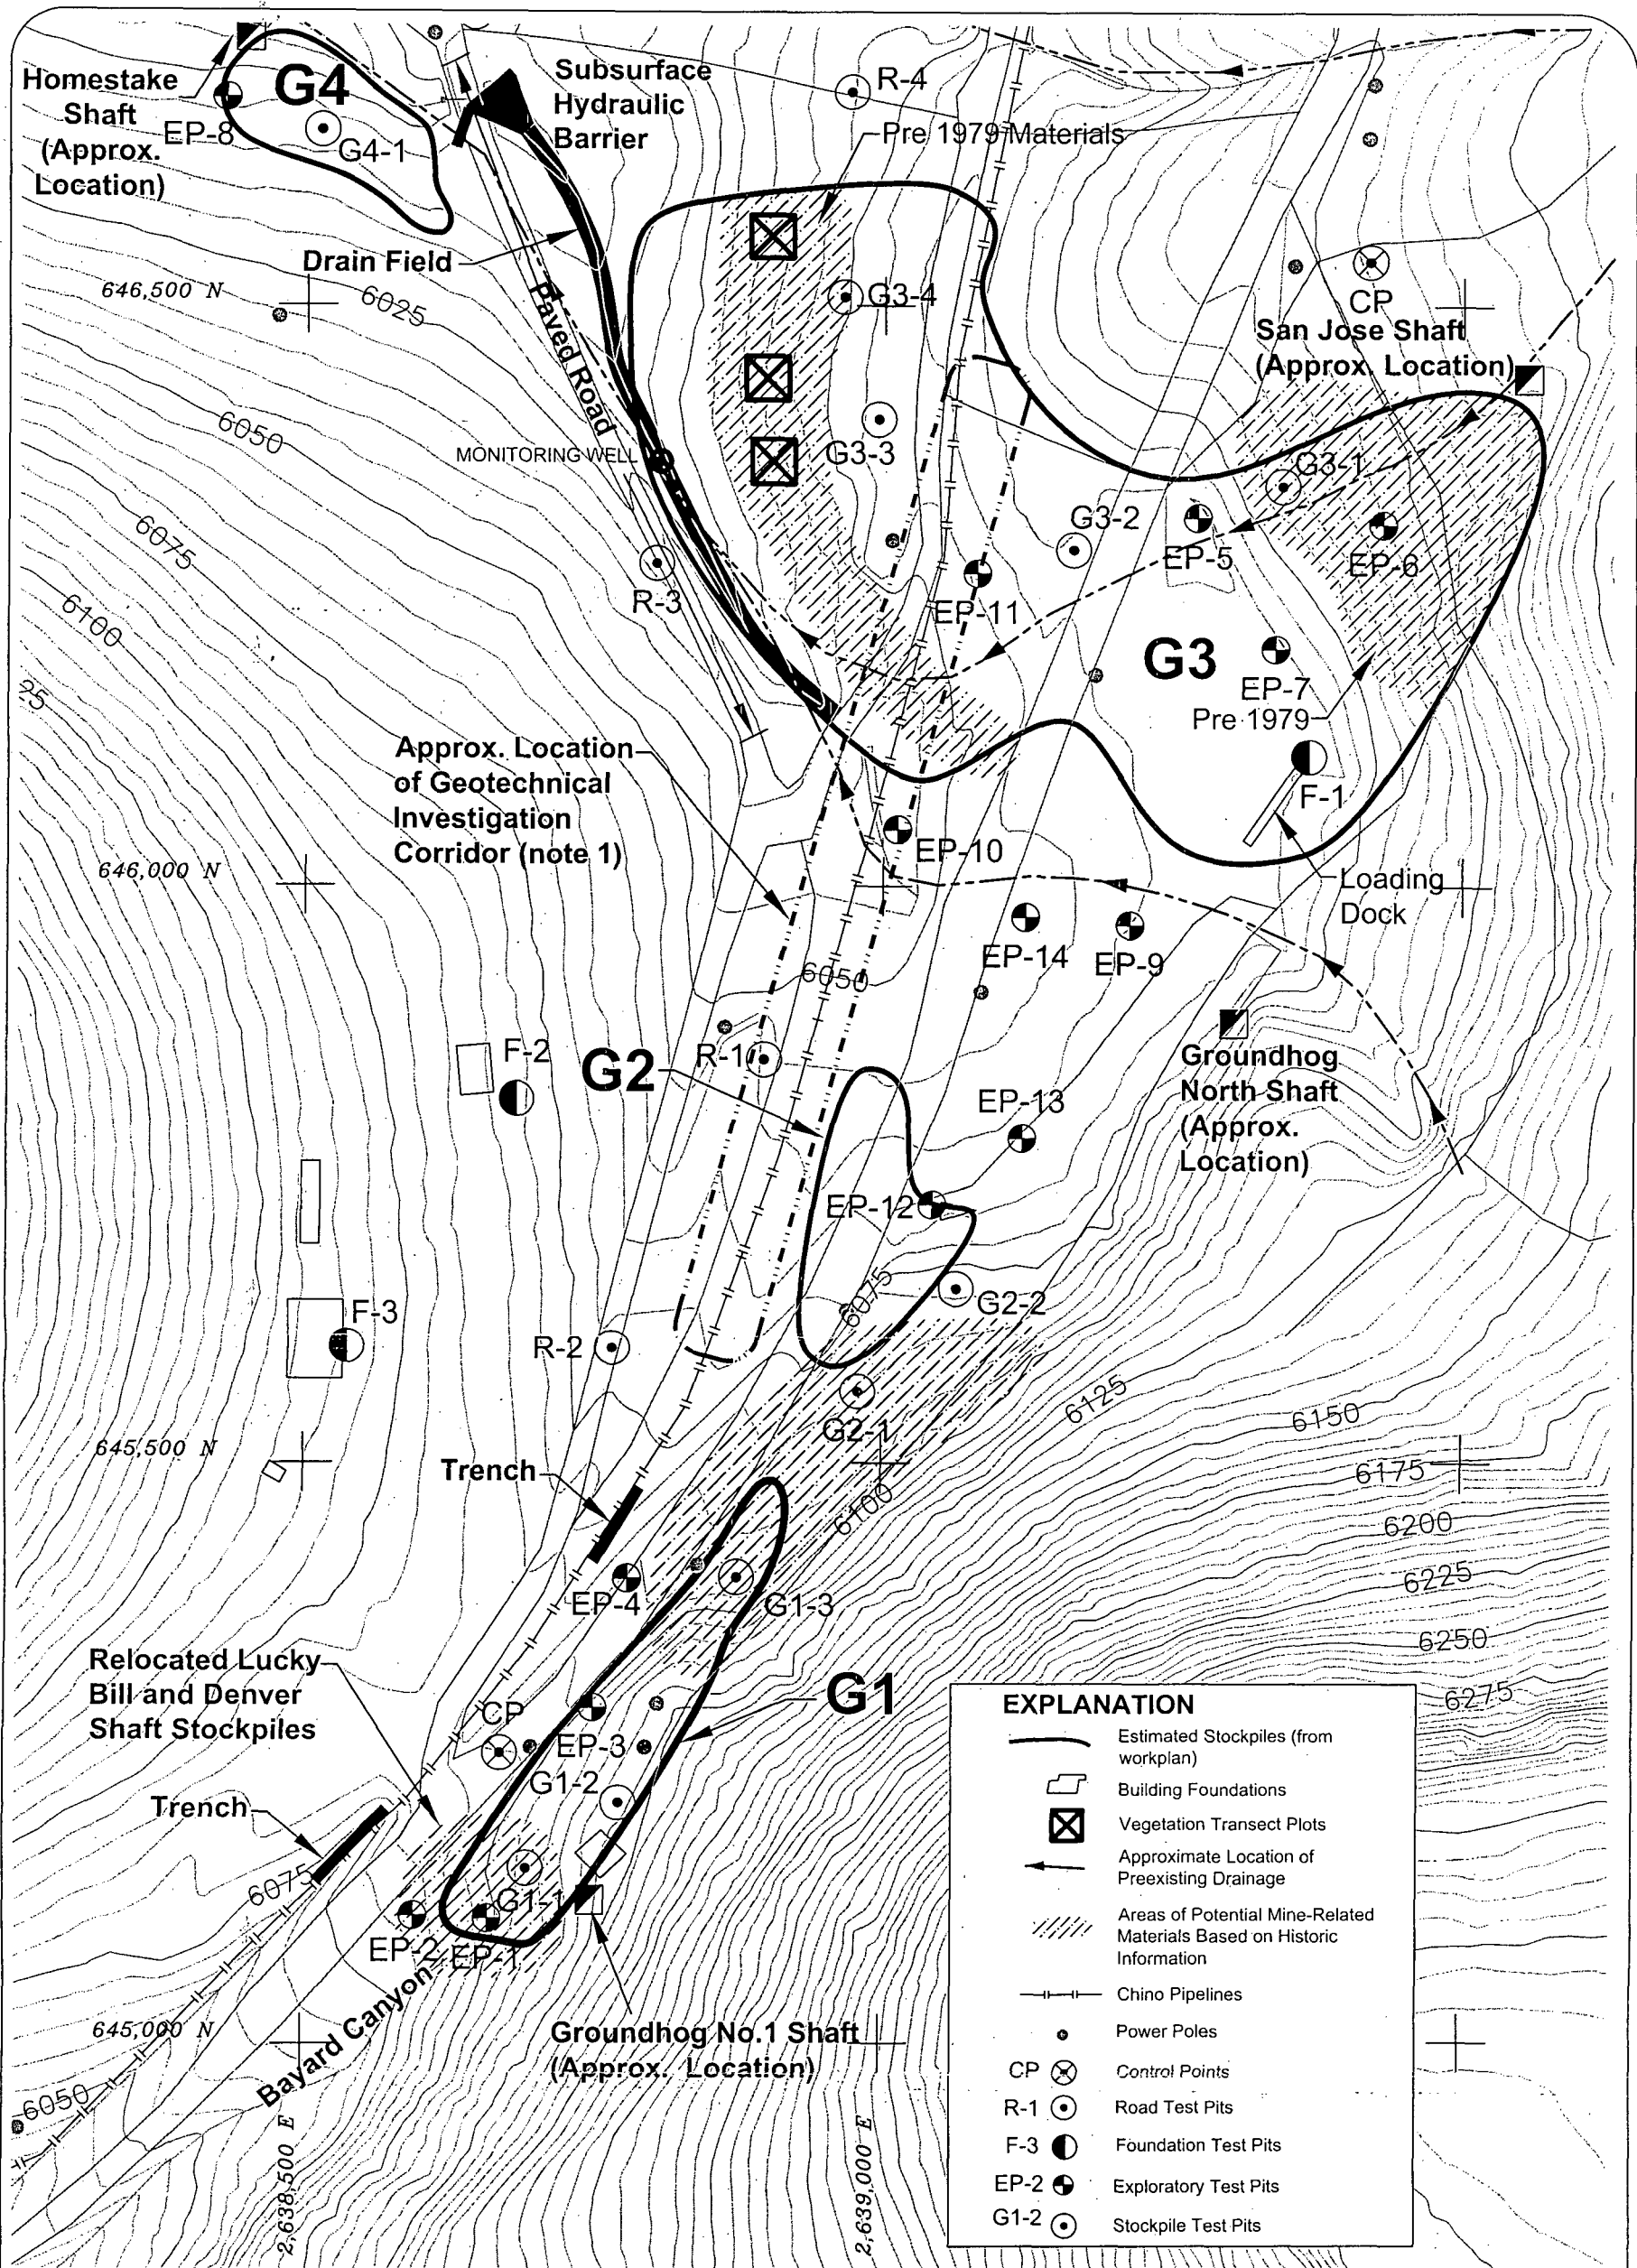 Homestake
Shaft
(Approx.
Location)
EP-8
G4
G4-1
Subsurface
Hydraulic
Barrier
R-4
Pre 1979 Materials
Drain Field
646,500 N
6025
Paved Road
G3-4
CP
San Jose Shaft
(Approx. Location)
6050
MONITORING WELL
G3-3
G3-1
G3-2
EP-5
EP-6
6075
R-3
EP-11
6100
G3
EP-7
Pre 1979
25
F-1
Approx. Location
of Geotechnical
Investigation
Corridor (note 1)
EP-10
646,000 N
Loading
Dock
EP-14
EP-9
6050
F-2
G2
R-1
Groundhog
North Shaft
(Approx.
Location)
EP-13
EP-12
6075
G2-2
F-3
R-2
6125
6150
G2-1
645,500 N
Trench
6175
6100
6200
EP-4
G1-3
6225
6250
Relocated Lucky
Bill and Denver
Shaft Stockpiles
G1
6275
CP
EP-3
G1-2
Trench
6075
G1-1
EP-2
EP-1
Bayard Canyon
645,000 N
Groundhog No.1 Shaft
(Approx. Location)
6050
2,638,500 E
2,639,000 E
EXPLANATION
Estimated Stockpiles (from
workplan)
Building Foundations
Vegetation Transect Plots
Approximate Location of
Preexisting Drainage
Areas of Potential Mine-Related
Materials Based on Historic
Information
Chino Pipelines
Power Poles
CP Control Points
R-1 Road Test Pits
F-3 Foundation Test Pits
EP-2 Exploratory Test Pits
G1-2 Stockpile Test Pits